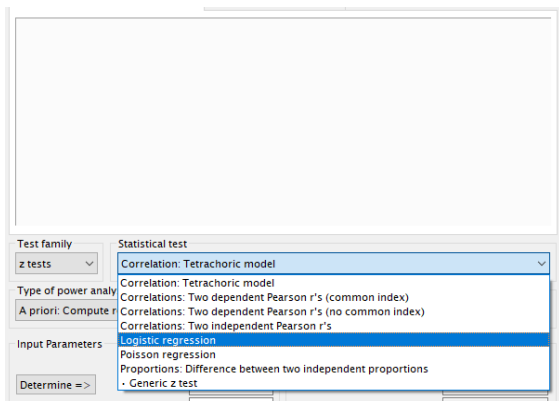 Test family
Statistical test
z tests
Correlation: Tetrachoric model
Correlation: Tetrachoric model
Type of power analy
Correlations: Two dependent Pearson r's (common index)
A priori: Compute r
Correlations: Two dependent Pearson r's (no common index)
Correlations: Two independent Pearson r's
Input Parameters
Logistic regression
Poisson regression
Proportions: Difference between two independent proportions
Determine =>
· Generic z test